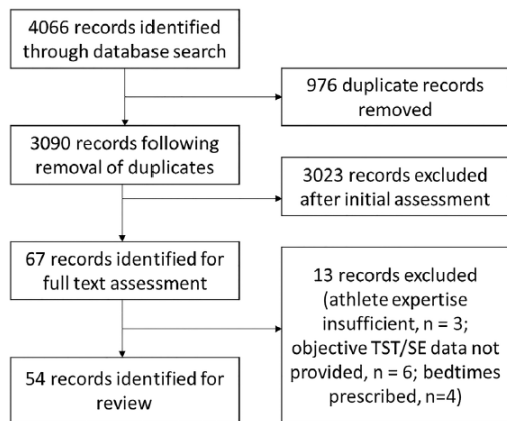 4066 records identified
through database search
976 duplicate records
removed
3090 records following
removal of duplicates
3023 records excluded
after initial assessment
67 records identified for
full text assessment
13 records excluded
(athlete expertise
insufficient, n = 3;
objective TST/SE data not
provided, n = 6; bedtimes
prescribed, n=4)
54 records identified for
review